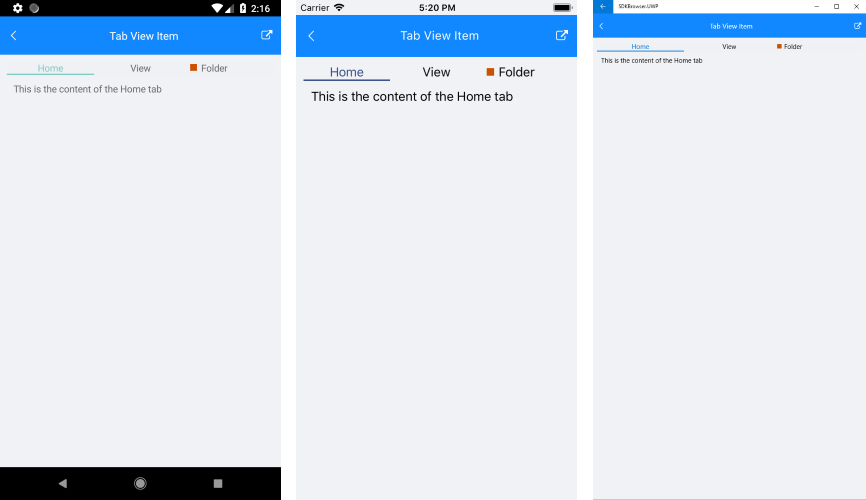 2:16
Tab View Item
Home View Folder
This is the content of the Home tab
Carrier 5:20 PM
Tab View Item
Home View Folder
This is the content of the Home tab
SDKBrowser.UWP
Tab View Item
Home View Folder
This is the content of the Home tab